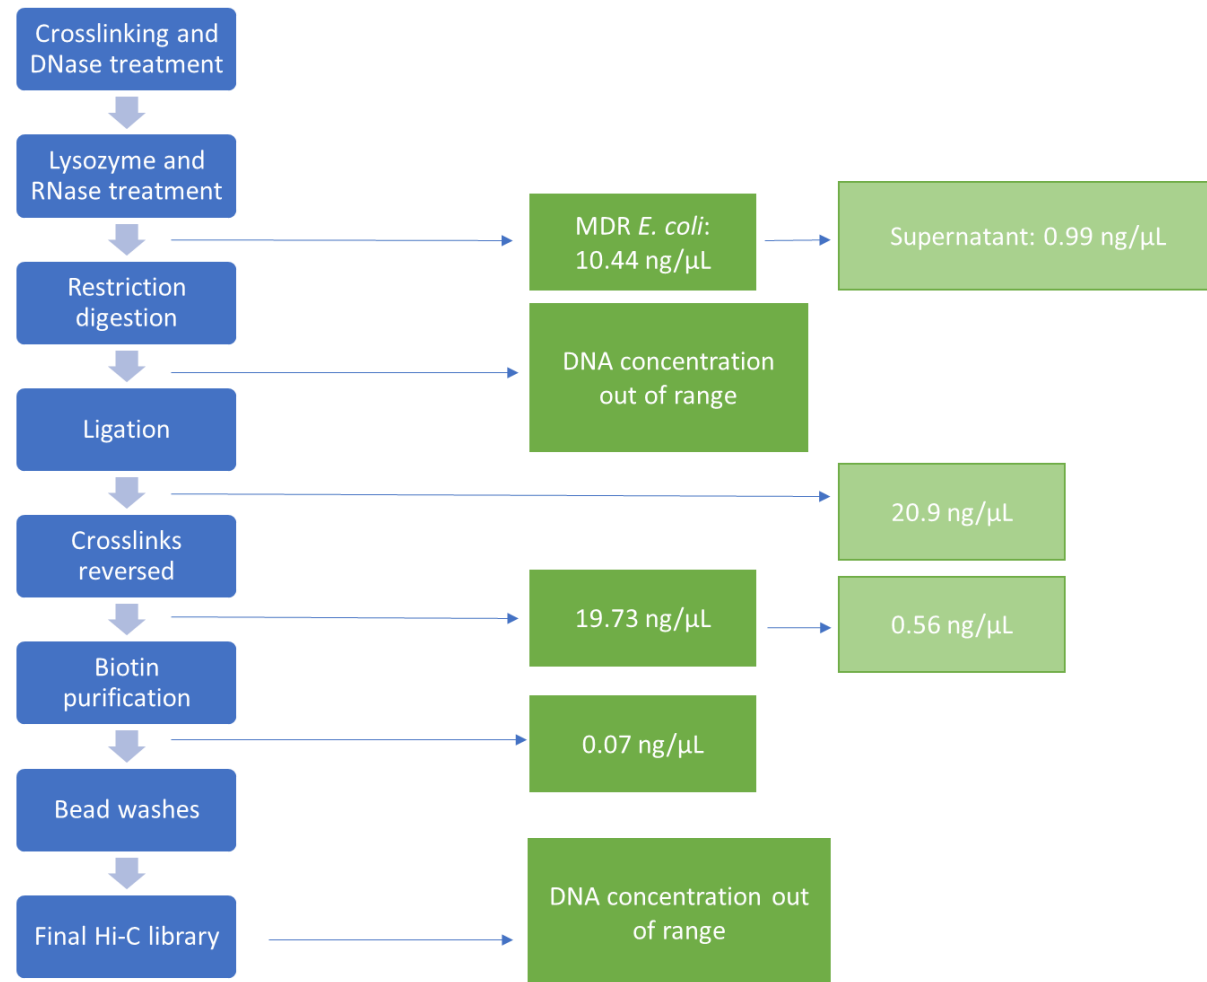 Crosslinking and
DNase treatment
Lysozyme and
RNase treatment
MDR E. coli:
10.44 ng/µL
Supernatant: 0.99 ng/µL
Restriction
digestion
DNA concentration
out of range
Ligation
20.9 ng/µL
Crosslinks
reversed
19.73 ng/µL
0.56 ng/µL
Biotin
purification
0.07 ng/µL
Bead washes
Final Hi-C library
DNA concentration out
of range